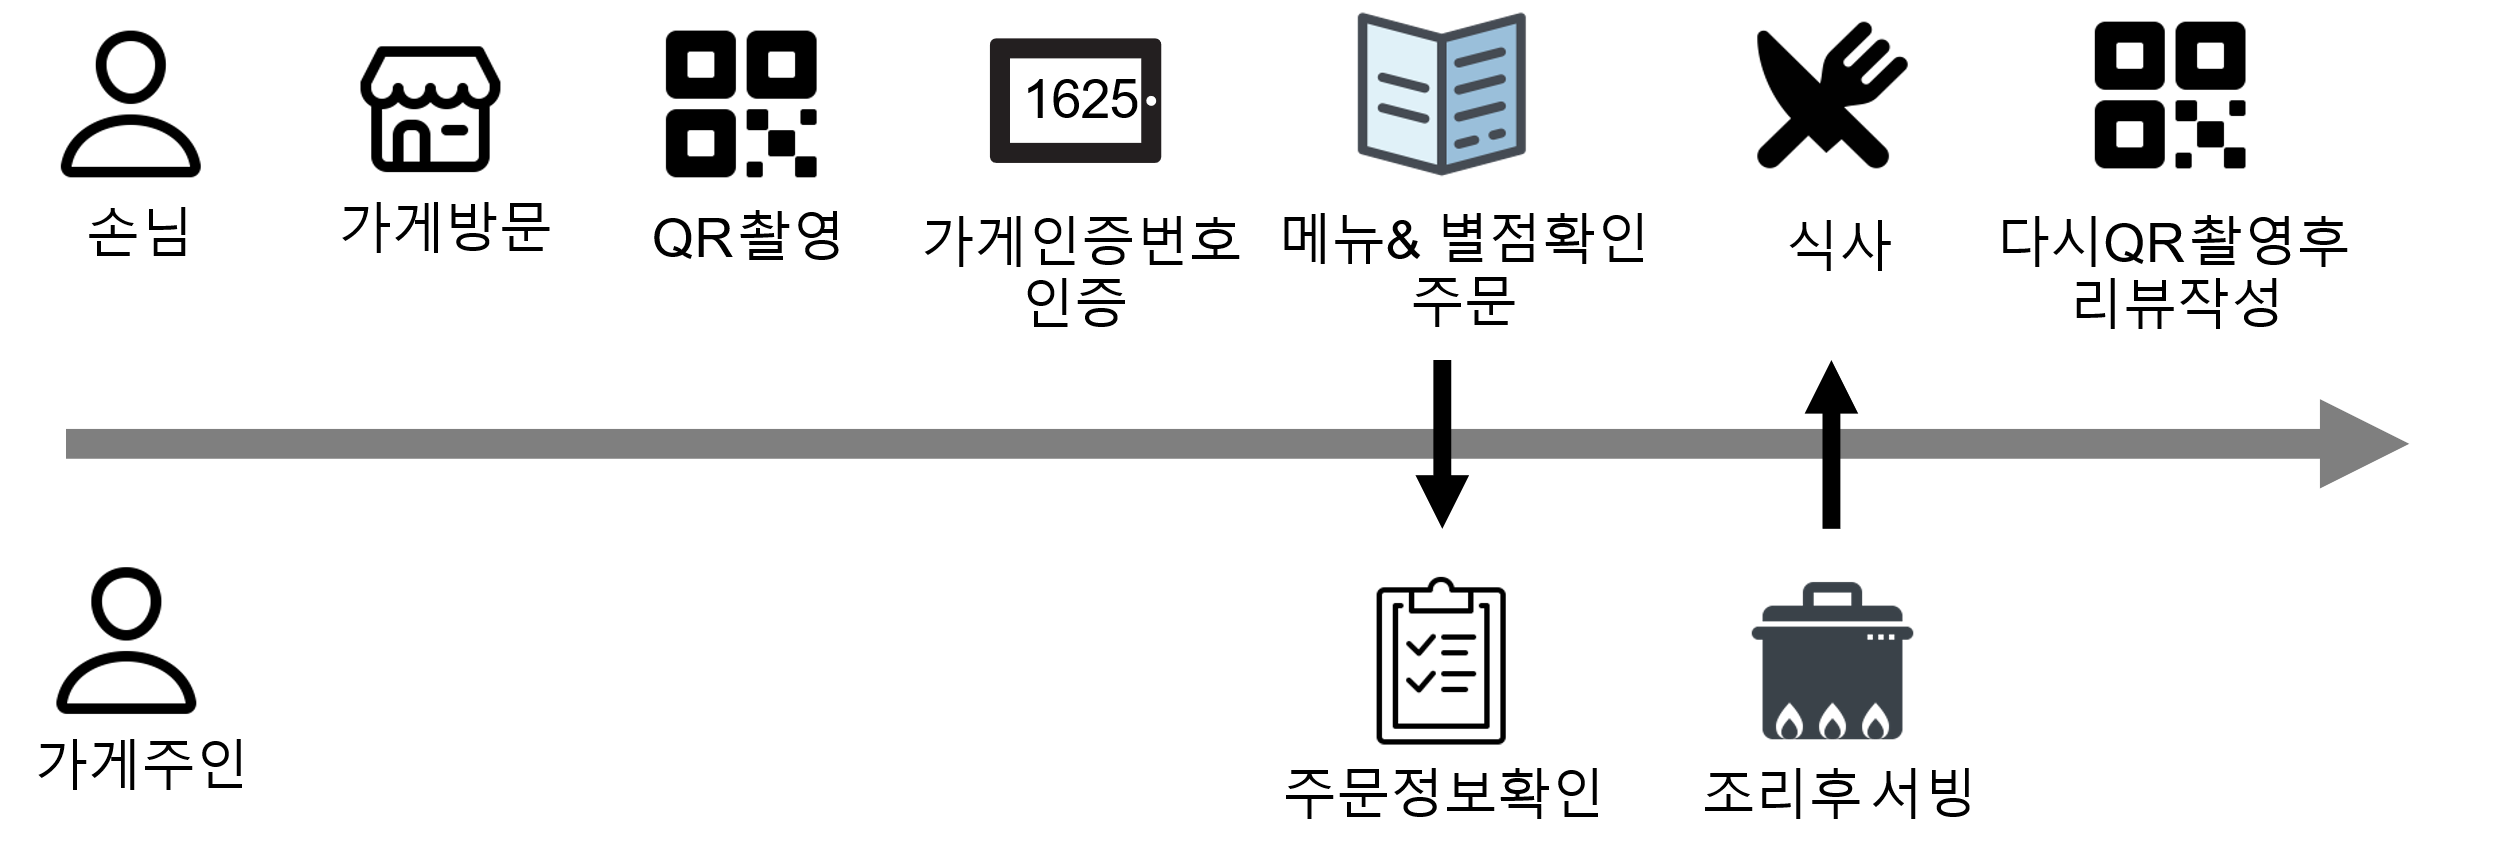 손님
가게방문
QR촬영
1625
가게인증번호
인증
메뉴& 별점확인
주문
식사
다시QR촬영후
리뷰작성
가게주인
주문정보확인
조리후 서빙